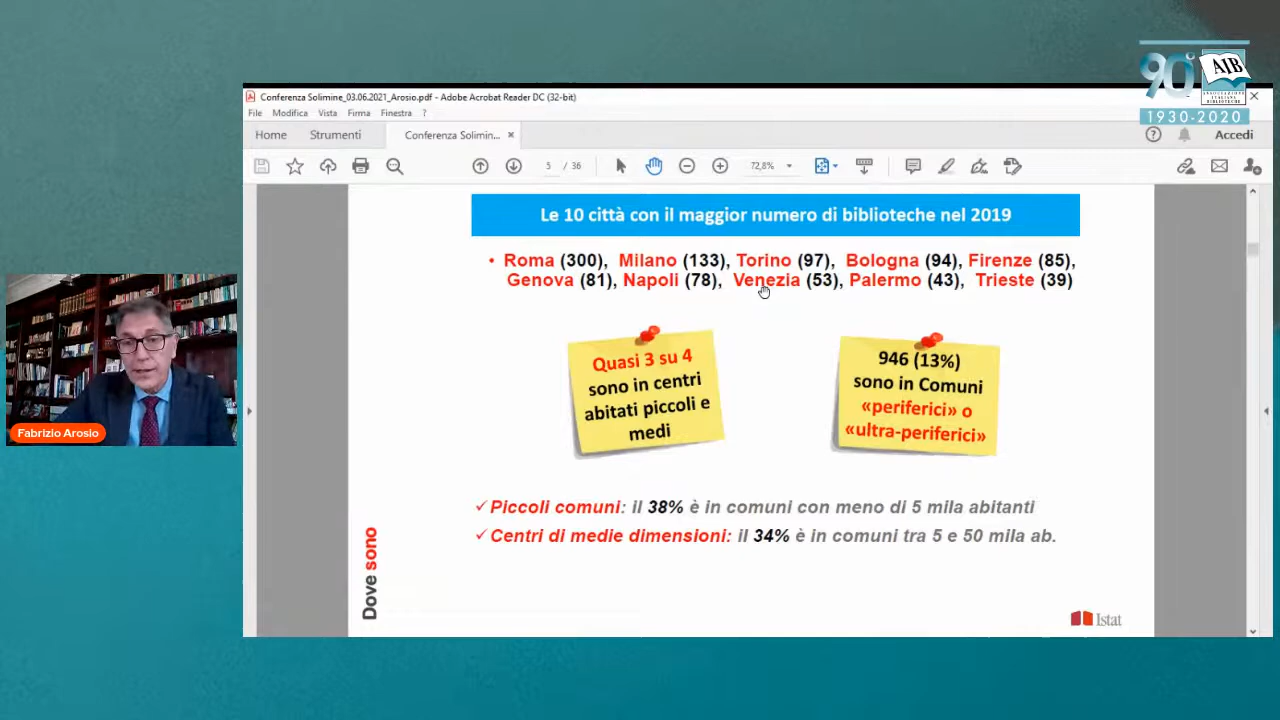 90°
AIB
ASSOCIAZIONE
ITALIANA
BIBLIOTECHE
1930-2020
Conferenza Solimine_03.06.2021_Arosio.pdf - Adobe Acrobat Reader DC (32-bit)
File Modifica Vista Firma Finestra ?
Home Strumenti Conferenza Solimin... Accedi
5 / 36 72,8%
Le 10 città con il maggior numero di biblioteche nel 2019
• Roma (300), Milano (133), Torino (97), Bologna (94), Firenze (85),
Genova (81), Napoli (78), Venezia (53), Palermo (43), Trieste (39)
Quasi 3 su 4
sono in centri
abitati piccoli e
medi
946 (13%)
sono in Comuni
«periferici» o
«ultra-periferici»
Fabrizio Arosio
✓ Piccoli comuni: il 38% è in comuni con meno di 5 mila abitanti
✓ Centri di medie dimensioni: il 34% è in comuni tra 5 e 50 mila ab.
Dove sono
Istat